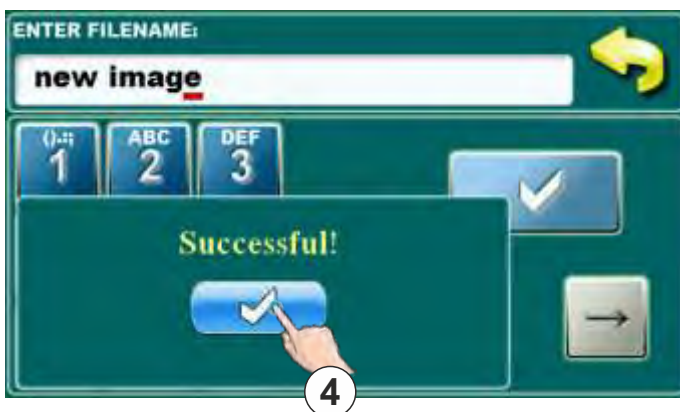 ENTER FILENAME:
new image
().:; ABC DEF
1 2 3
Successful!
4